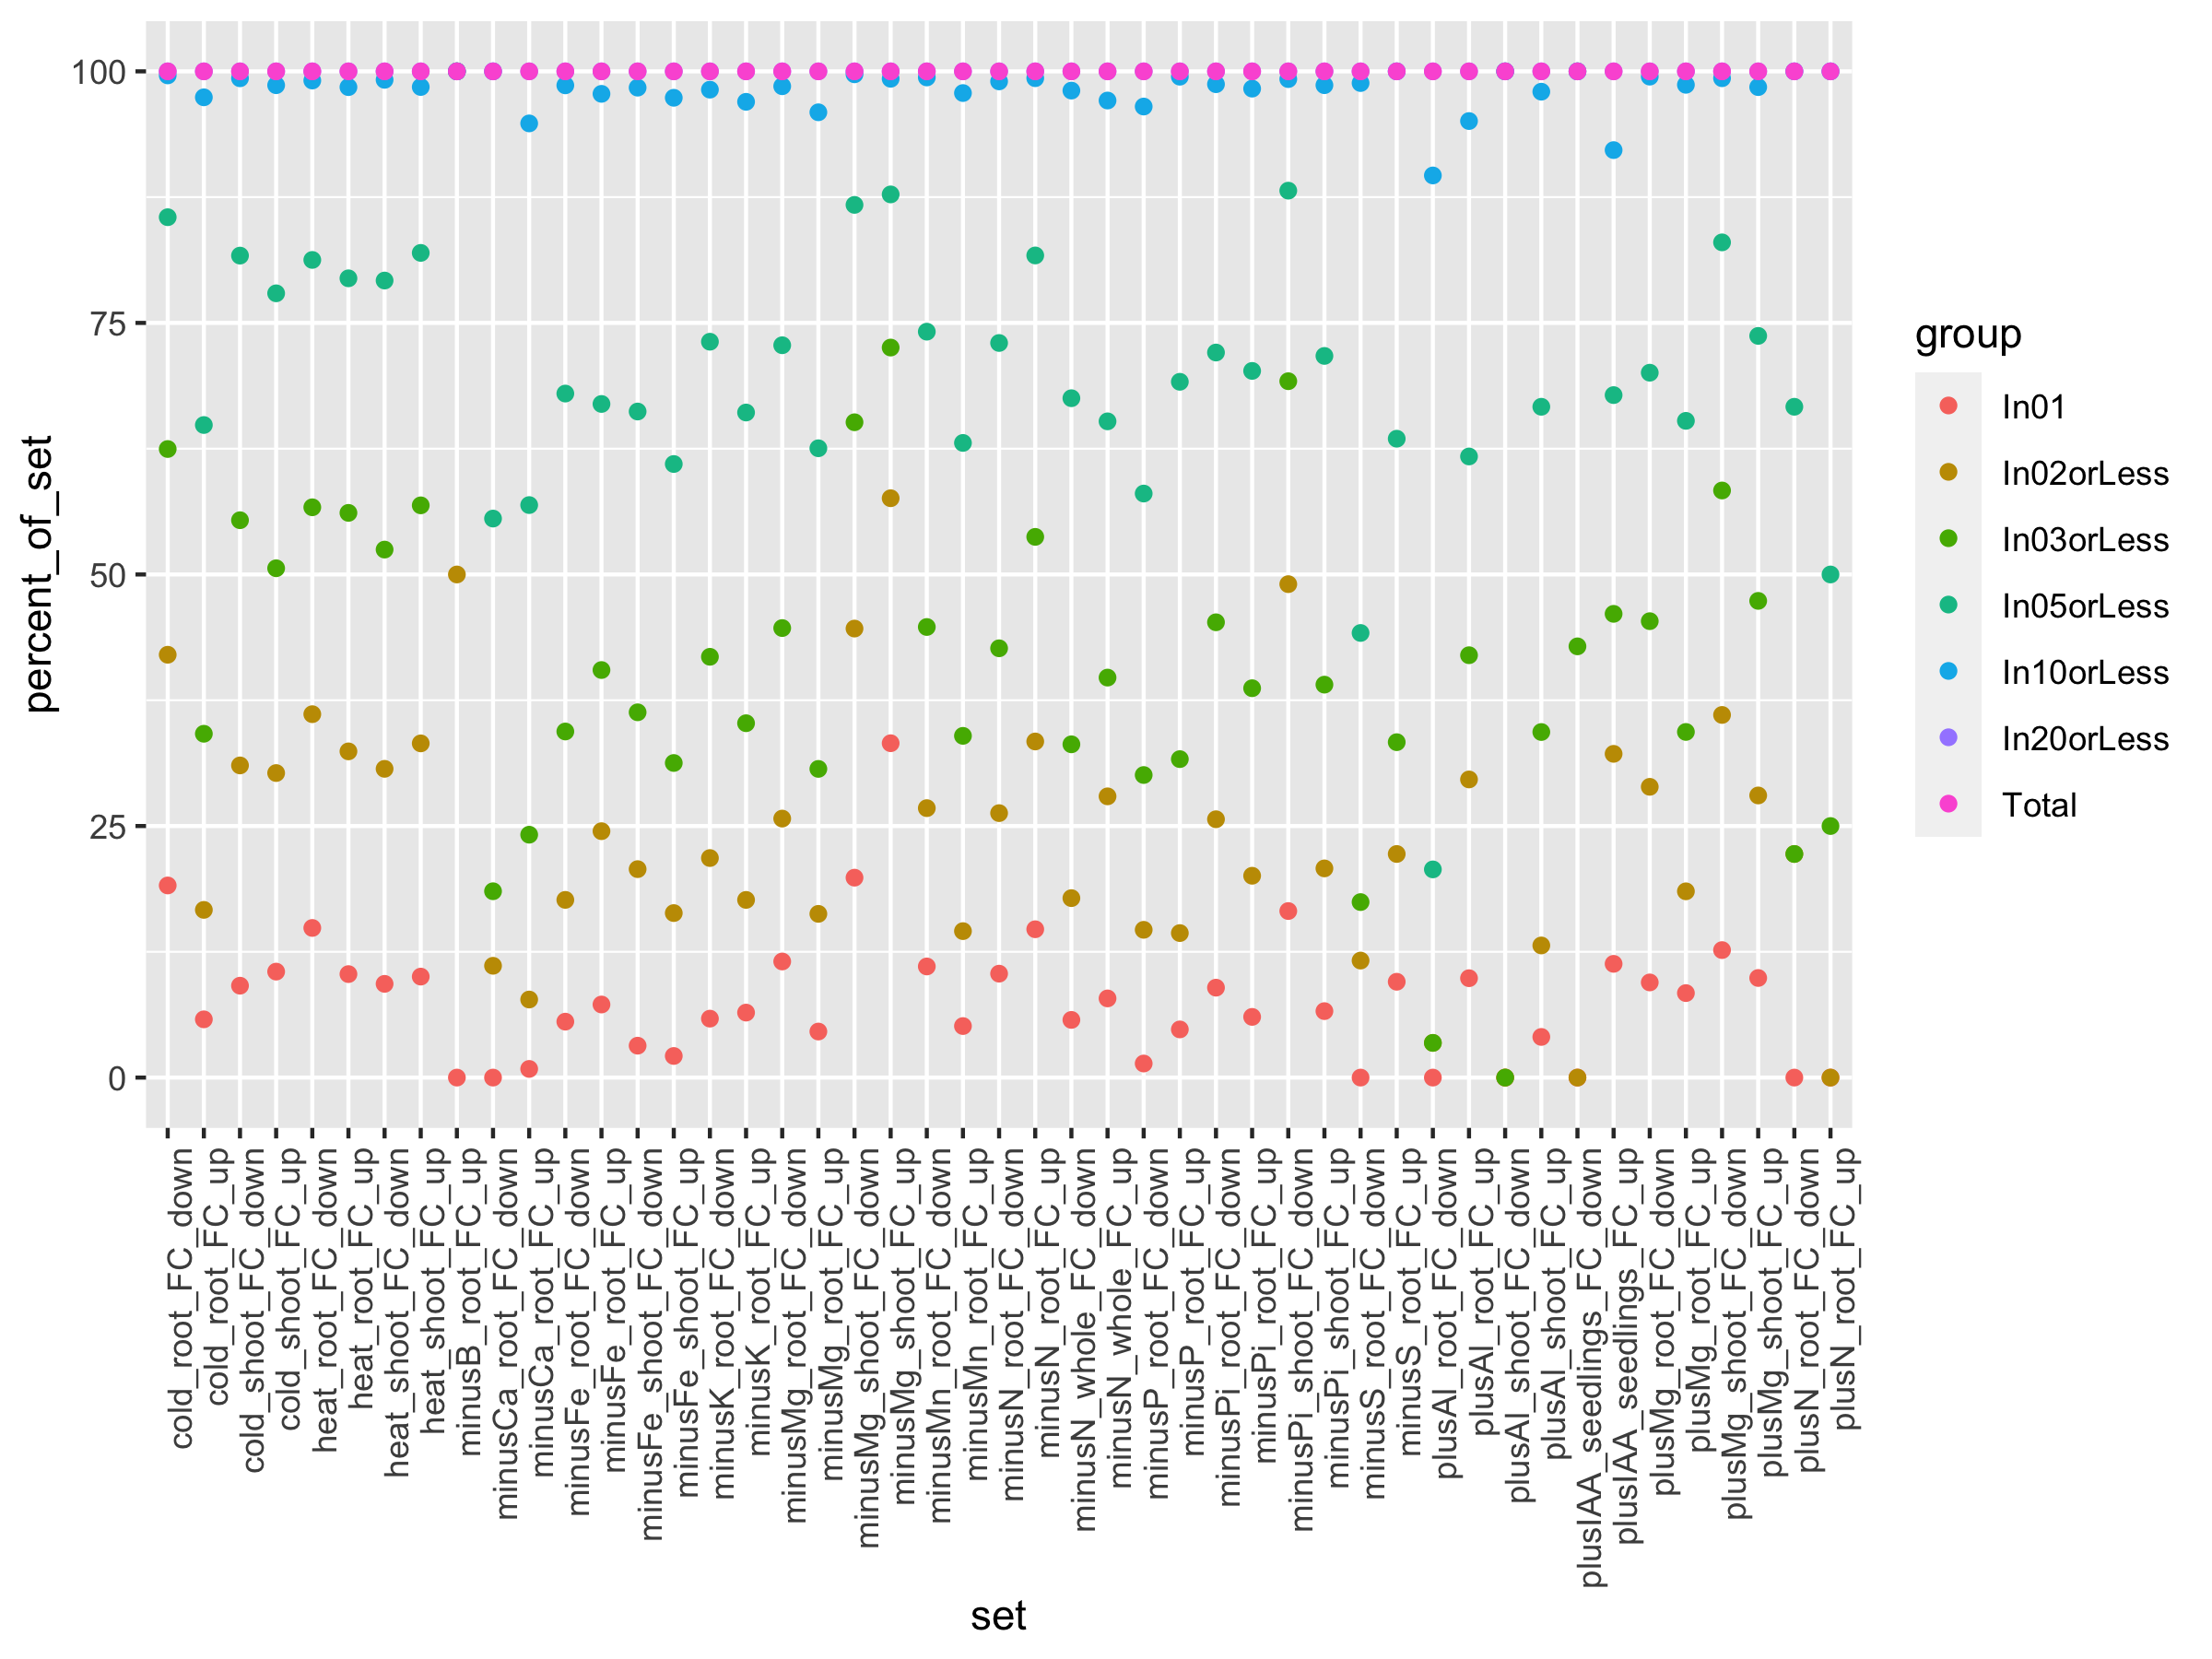 percent_of_set
100
75
50
25
0
cold_root_FC_down
cold_root_FC_up
cold_shoot_FC_down
cold_shoot_FC_up
heat_root_FC_down
heat_root_FC_up
heat_shoot_FC_down
heat_shoot_FC_up
minusB_root_FC_up
minusCa_root_FC_down
minusCa_root_FC_up
minusFe_root_FC_down
minusFe_root_FC_up
minusFe_shoot_FC_down
minusFe_shoot_FC_up
minusK_root_FC_down
minusK_root_FC_up
minusMg_root_FC_down
minusMg_root_FC_up
minusMg_shoot_FC_down
minusMg_shoot_FC_up
minusMn_root_FC_down
minusMn_root_FC_up
minusN_root_FC_down
minusN_root_FC_up
minusN_whole_FC_down
minusN_whole_FC_up
minusP_root_FC_down
minusP_root_FC_up
minusPi_root_FC_down
minusPi_root_FC_up
minusPi_shoot_FC_down
minusPi_shoot_FC_up
minusS_root_FC_down
minusS_root_FC_up
plusAl_root_FC_down
plusAl_root_FC_up
plusAl_shoot_FC_down
plusAl_shoot_FC_up
plusIAA_seedlings_FC_down
plusIAA_seedlings_FC_up
plusMg_root_FC_down
plusMg_root_FC_up
plusMg_shoot_FC_down
plusMg_shoot_FC_up
plusN_root_FC_down
plusN_root_FC_up
set
group
In01
In02orLess
In03orLess
In05orLess
In10orLess
In20orLess
Total